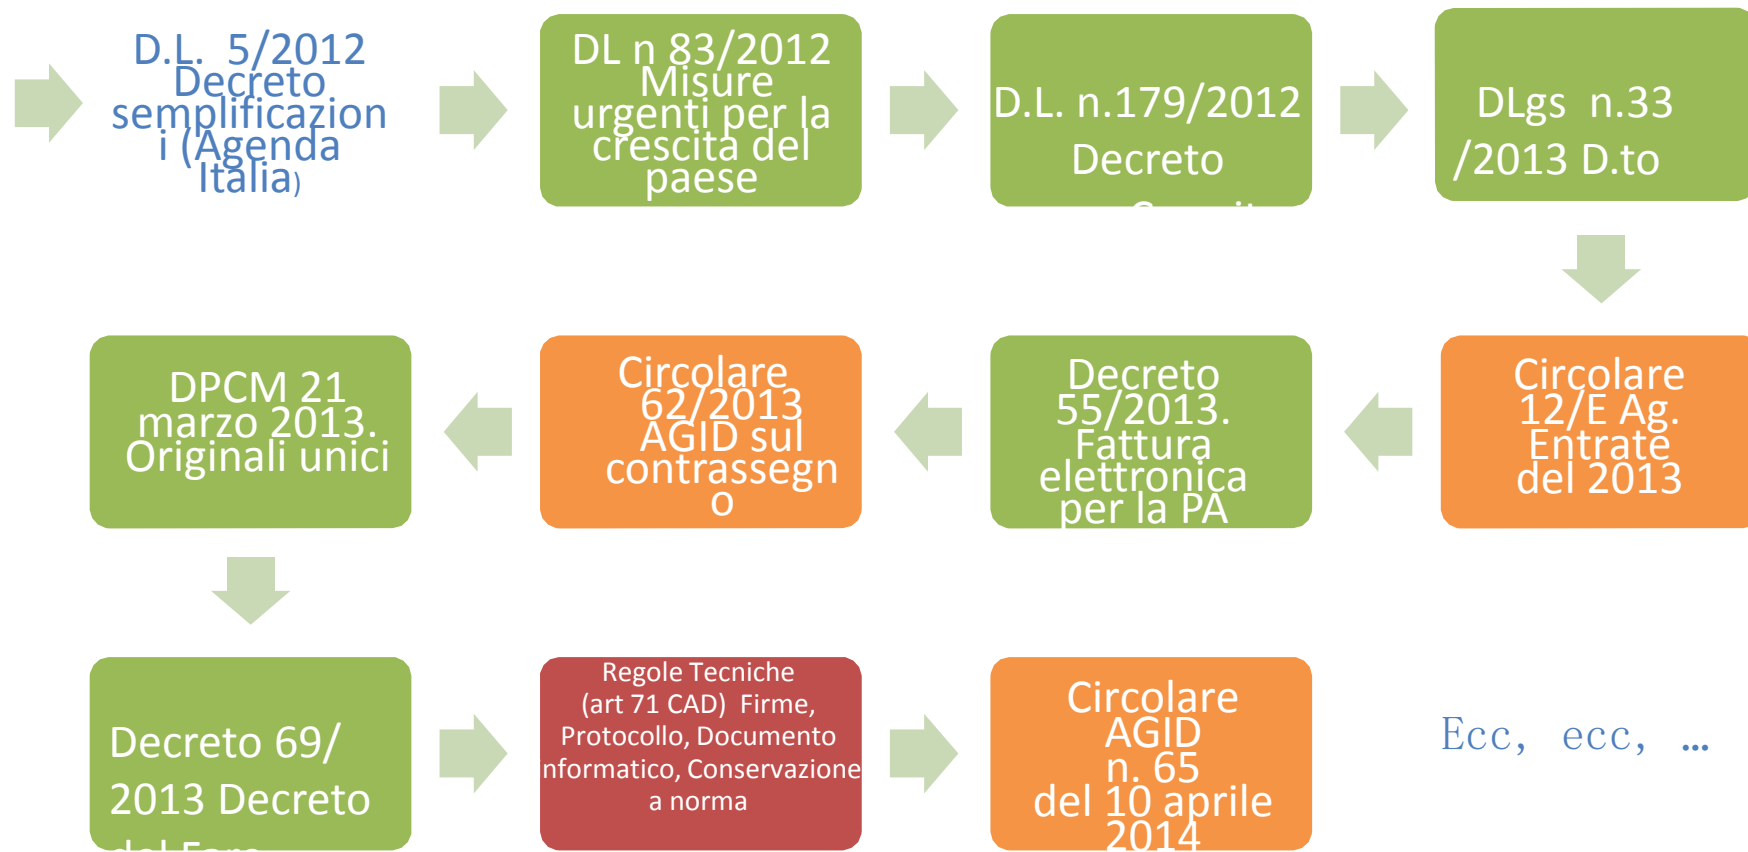 D.L. 5/2012
Decreto
semplificazion
i (Agenda
Italia)
DL n 83/2012
Misure
urgenti per la
crescita del
paese
D.L. n.179/2012
Decreto
DLgs n.33
/2013 D.to
Circolare
12/E Ag.
Entrate
del 2013
Decreto
55/2013.
Fattura
elettronica
per la PA
Circolare
62/2013
AGID sul
contrassegn
o
DPCM 21
marzo 2013.
Originali unici
Decreto 69/
2013 Decreto
del Faro
Regole Tecniche
(art 71 CAD) Firme,
Protocollo, Documento
nformatico, Conservazione
a norma
Circolare
AGID
n. 65
del 10 aprile
2014
Ecc, ecc, …